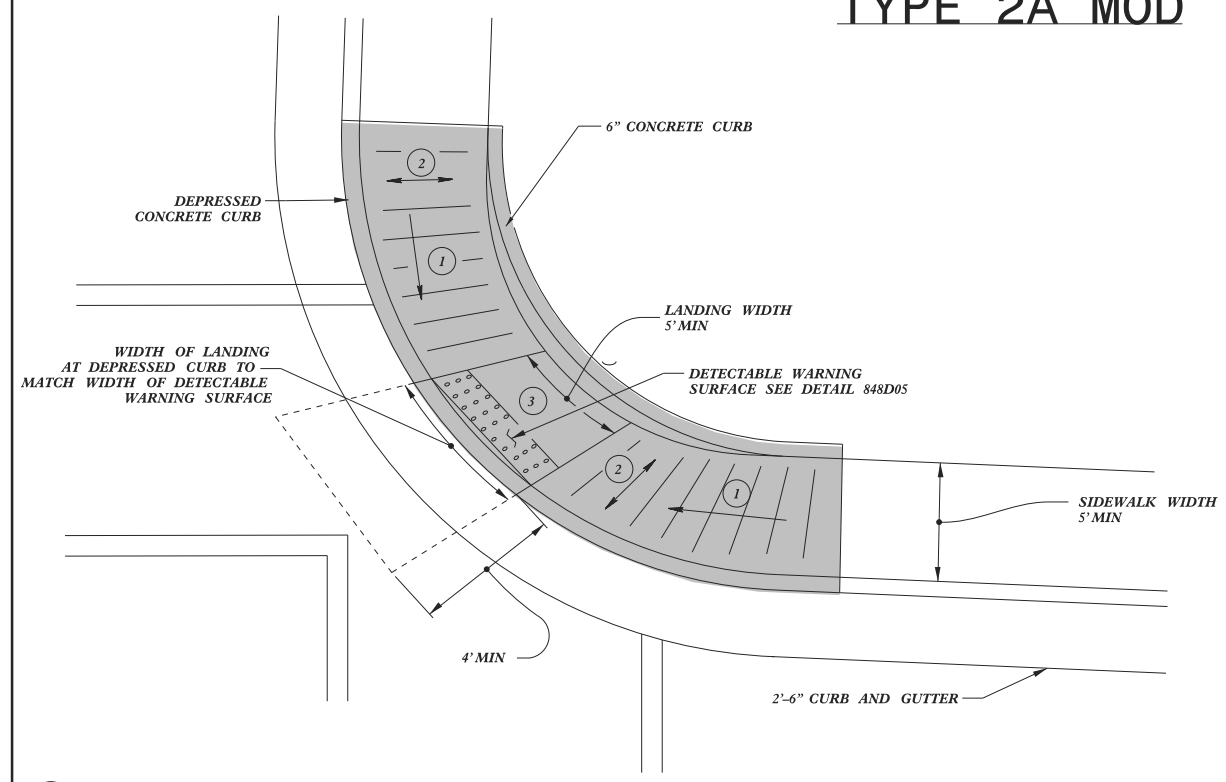 TYPE 2A MOD
6” CONCRETE CURB
2
DEPRESSED
CONCRETE CURB
1
LANDING WIDTH
5’ MIN
WIDTH OF LANDING
AT DEPRESSED CURB TO
MATCH WIDTH OF DETECTABLE
WARNING SURFACE
DETECTABLE WARNING
SURFACE SEE DETAIL 848D05
3
2
1
SIDEWALK WIDTH
5’ MIN
4’ MIN
2’–6” CURB AND GUTTER